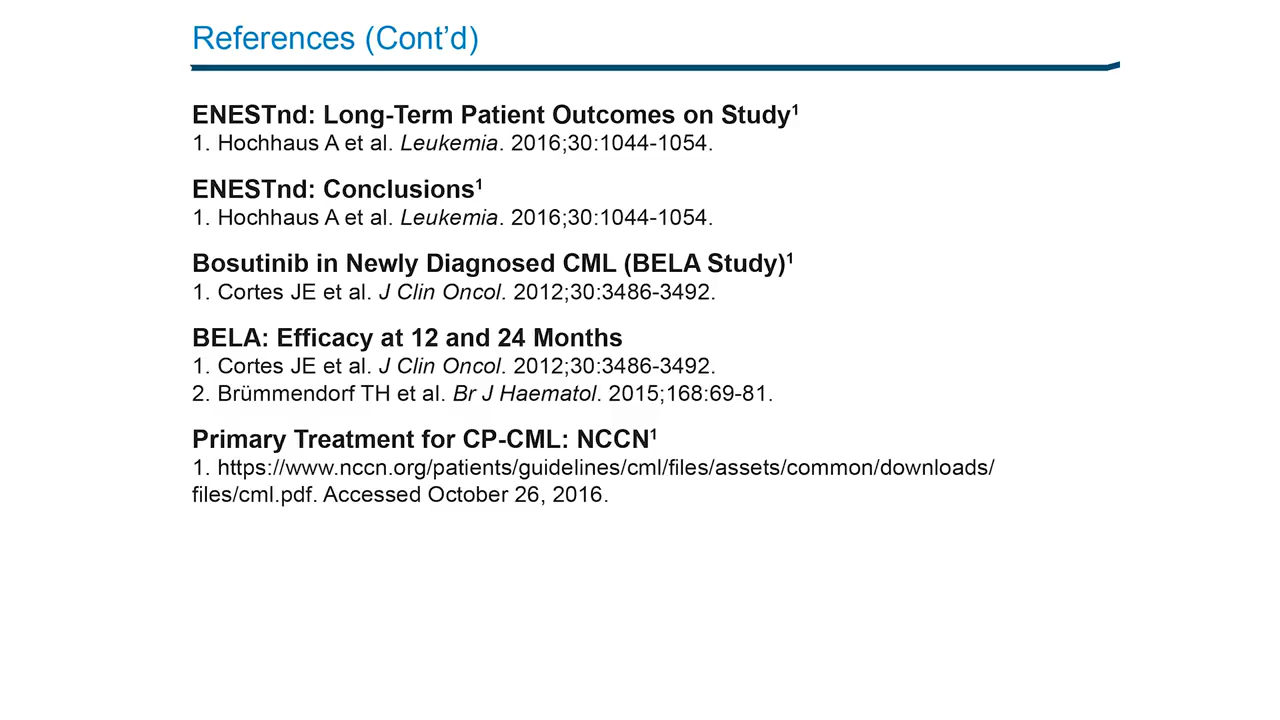 References (Cont’d)
ENESTnd: Long-Term Patient Outcomes on Study¹
1. Hochhaus A et al. Leukemia. 2016;30:1044-1054.
ENESTnd: Conclusions¹
1. Hochhaus A et al. Leukemia. 2016;30:1044-1054.
Bosutinib in Newly Diagnosed CML (BELA Study)¹
1. Cortes JE et al. J Clin Oncol. 2012;30:3486-3492.
BELA: Efficacy at 12 and 24 Months
1. Cortes JE et al. J Clin Oncol. 2012;30:3486-3492.
2. Brümmendorf TH et al. Br J Haematol. 2015;168:69-81.
Primary Treatment for CP-CML: NCCN¹
1. https://www.nccn.org/patients/guidelines/cml/files/assets/common/downloads/
files/cml.pdf. Accessed October 26, 2016.